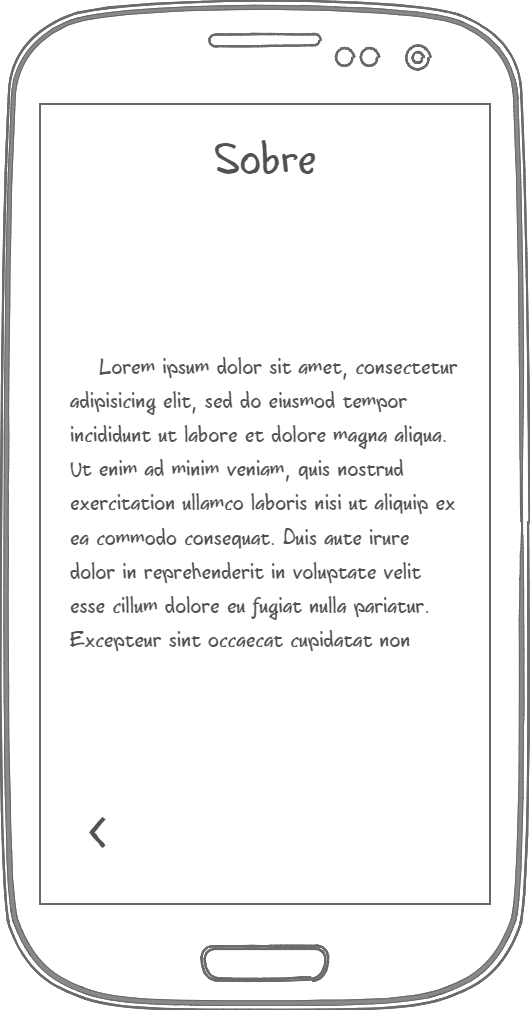 Sobre
Lorem ipsum dolor sit amet, consectetur
adipisicing elit, sed do eiusmod tempor
incididunt ut labore et dolore magna aliqua.
Ut enim ad minim veniam, quis nostrud
exercitation ullamco laboris nisi ut aliquip ex
ea commodo consequat. Duis aute irure
dolor in reprehenderit in voluptate velit
esse cillum dolore eu fugiat nulla pariatur.
Excepteur sint occaecat cupidatat non